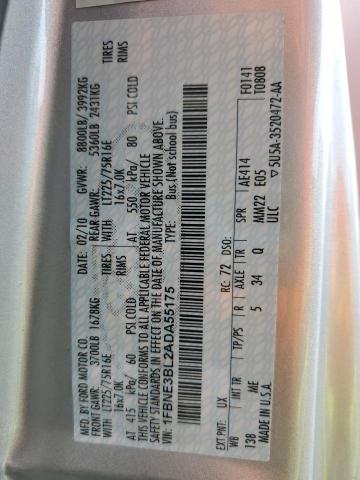 MFD. BY FORD MOTOR CO. DATE: 02/10 GVWR: 8800LB/ 3992KG
FRONT GAWR: 3700LB 1678KG REAR GAWR: 5360LB 2431KG
WITH LT225/75R16E TIRES WITH LT225/75R16E TIRES
16x7.0K RIMS 16x7.0K RIMS
AT 415 kPa/ 60 PSI COLD AT 550 kPa/ 80 PSI COLD
THIS VEHICLE CONFORMS TO ALL APPLICABLE FEDERAL MOTOR VEHICLE
SAFETY STANDARDS IN EFFECT ON THE DATE OF MANUFACTURE SHOWN ABOVE.
VIN: 1FBNE3BL2ADA55175 TYPE: Bus (Not school bus)
F0141
T0808
EXT PNT: UX RC: 72 DSO:
WB INT TR TP/PS R AXLE TR SPR AE414
138 ME 5 34 Q MM22 E05
ULC ▽5U5A-3520472-AA